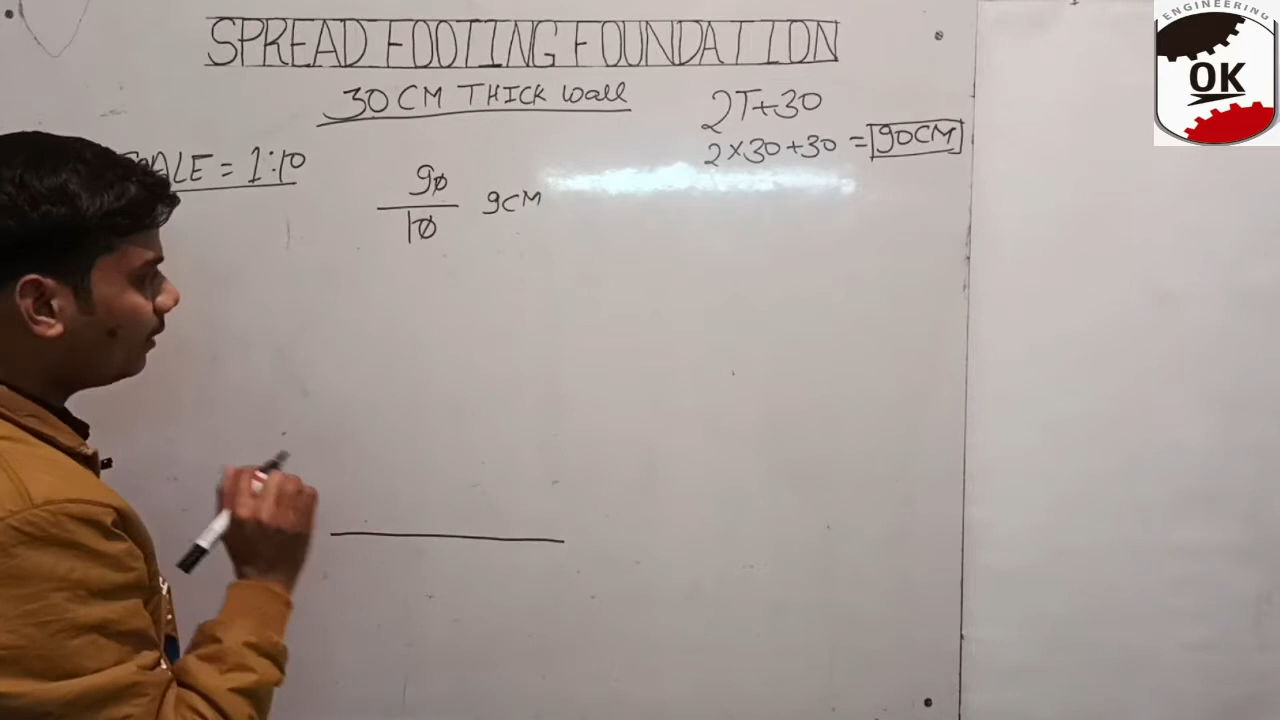 SPREAD FOOTING FOUNDATION
30 CM THICK Wall
2T+30
2×30+30 = 90CM
SCALE = 1:10
90
10
9CM
ENGINEERING
OK